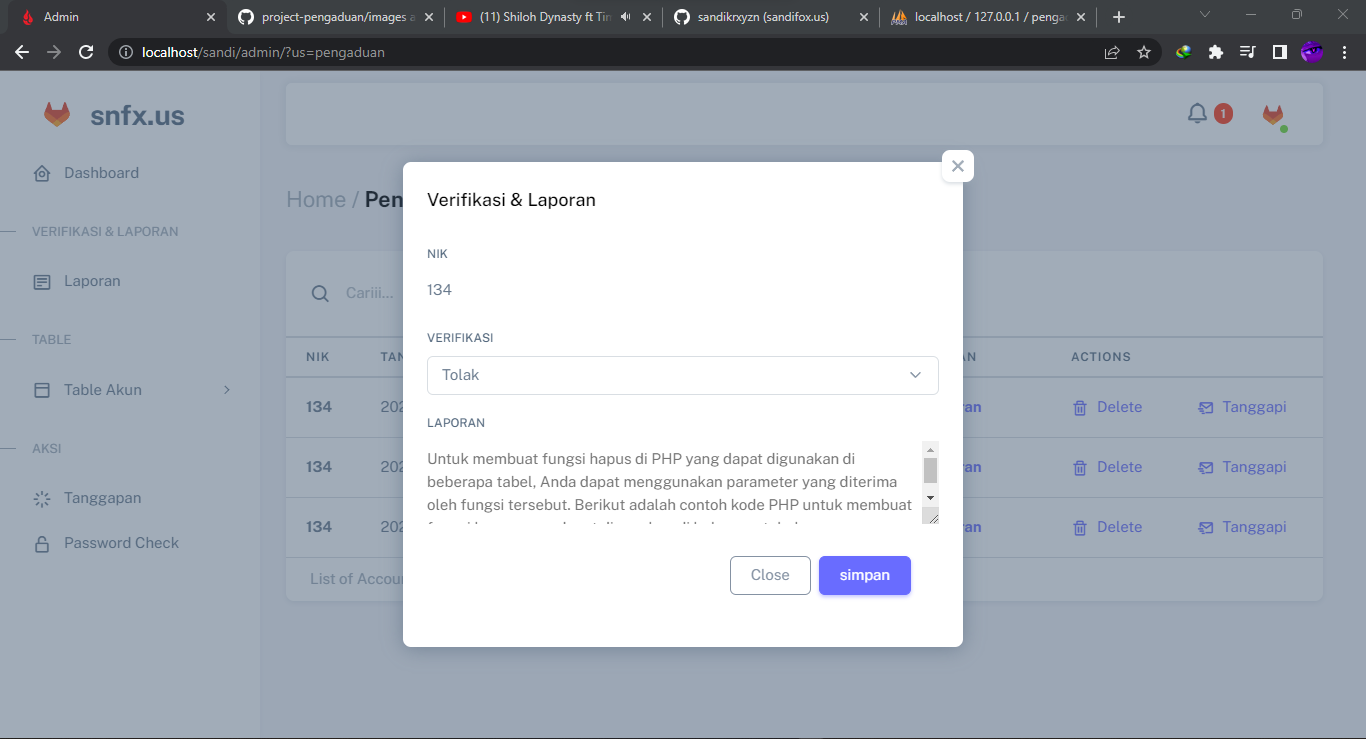 Admin
project-pengaduan/images a
(11) Shiloh Dynasty ft Tim
sandikrxyzn (sandifox.us)
localhost / 127.0.0.1 / penga
localhost/sandi/admin/?us=pengaduan
snfx.us
1
Dashboard
Home / Pen
VERIFIKASI & LAPORAN
Laporan
Cariii...
TABLE
NIK TAN AN ACTIONS
Table Akun
134 202 ran Delete Tanggapi
AKSI
134 202 ran Delete Tanggapi
Tanggapan
134 202 ran Delete Tanggapi
Password Check
List of Accou
Verifikasi & Laporan
NIK
134
VERIFIKASI
Tolak
LAPORAN
Untuk membuat fungsi hapus di PHP yang dapat digunakan di
beberapa tabel, Anda dapat menggunakan parameter yang diterima
oleh fungsi tersebut. Berikut adalah contoh kode PHP untuk membuat
Close simpan